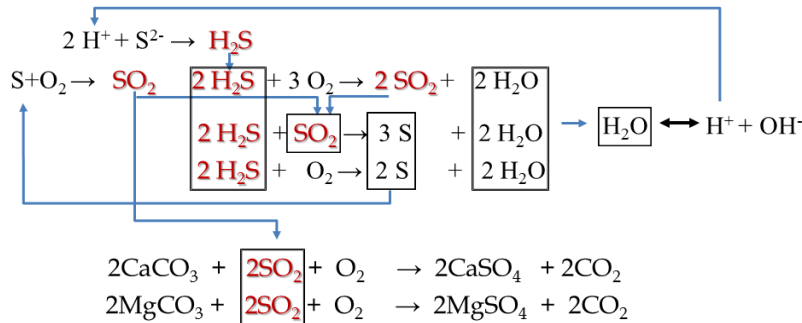 2 H⁺ + S²⁻ → H₂S
S+O₂ → SO₂ 2 H₂S + 3 O₂ → 2 SO₂ + 2 H₂O
2 H₂S + SO₂ → 3 S + 2 H₂O H₂O ↔ H⁺ + OH⁻
2 H₂S + O₂ → 2 S + 2 H₂O
2CaCO₃ + 2SO₂ + O₂ → 2CaSO₄ + 2CO₂
2MgCO₃ + 2SO₂ + O₂ → 2MgSO₄ + 2CO₂